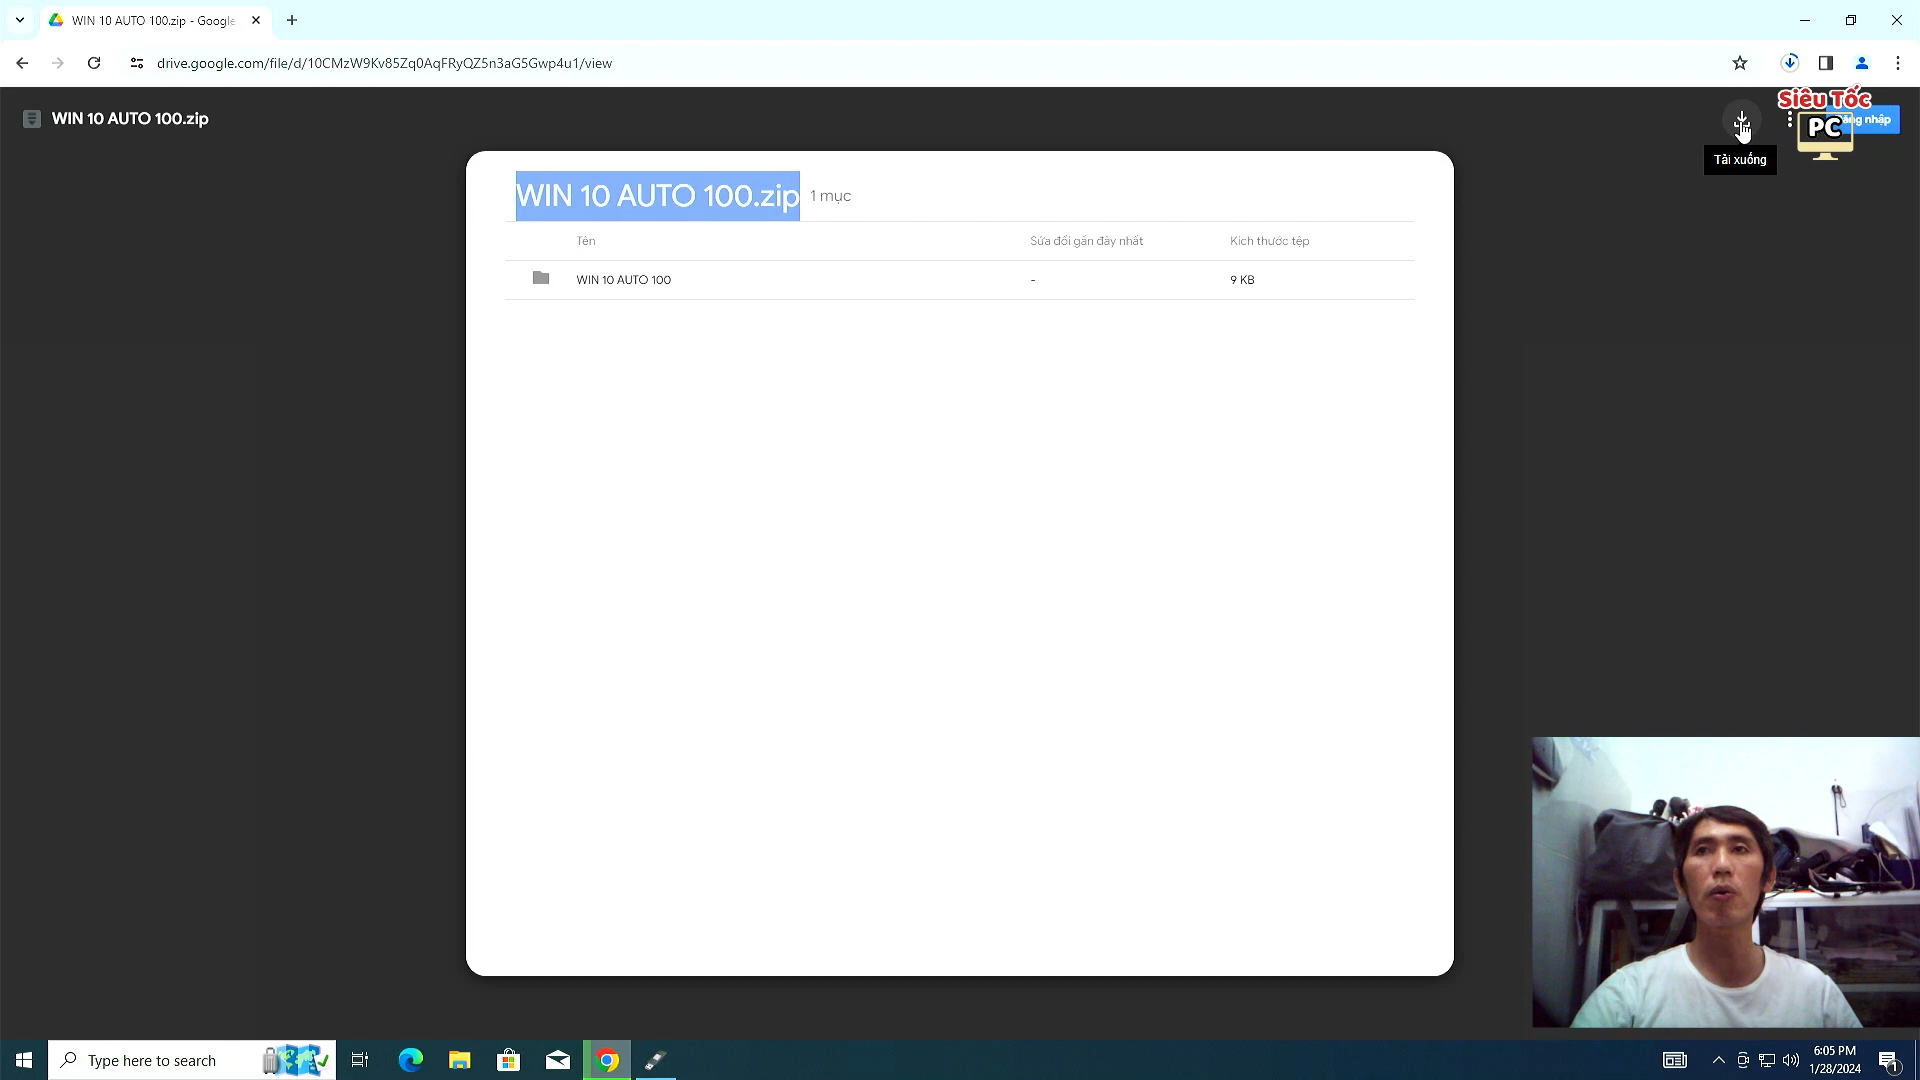 WIN 10 AUTO 100.zip - Google
drive.google.com/file/d/10CMzW9Kv85Zq0AqFRyQZ5n3aG5Gwp4u1/view
WIN 10 AUTO 100.zip
Siêu Tốc
PC
nhập
Tải xuống
WIN 10 AUTO 100.zip 1 mục
Tên Sửa đổi gần đây nhất Kích thước tệp
WIN 10 AUTO 100 - 9 KB
Type here to search
6:05 PM
1/28/2024
1